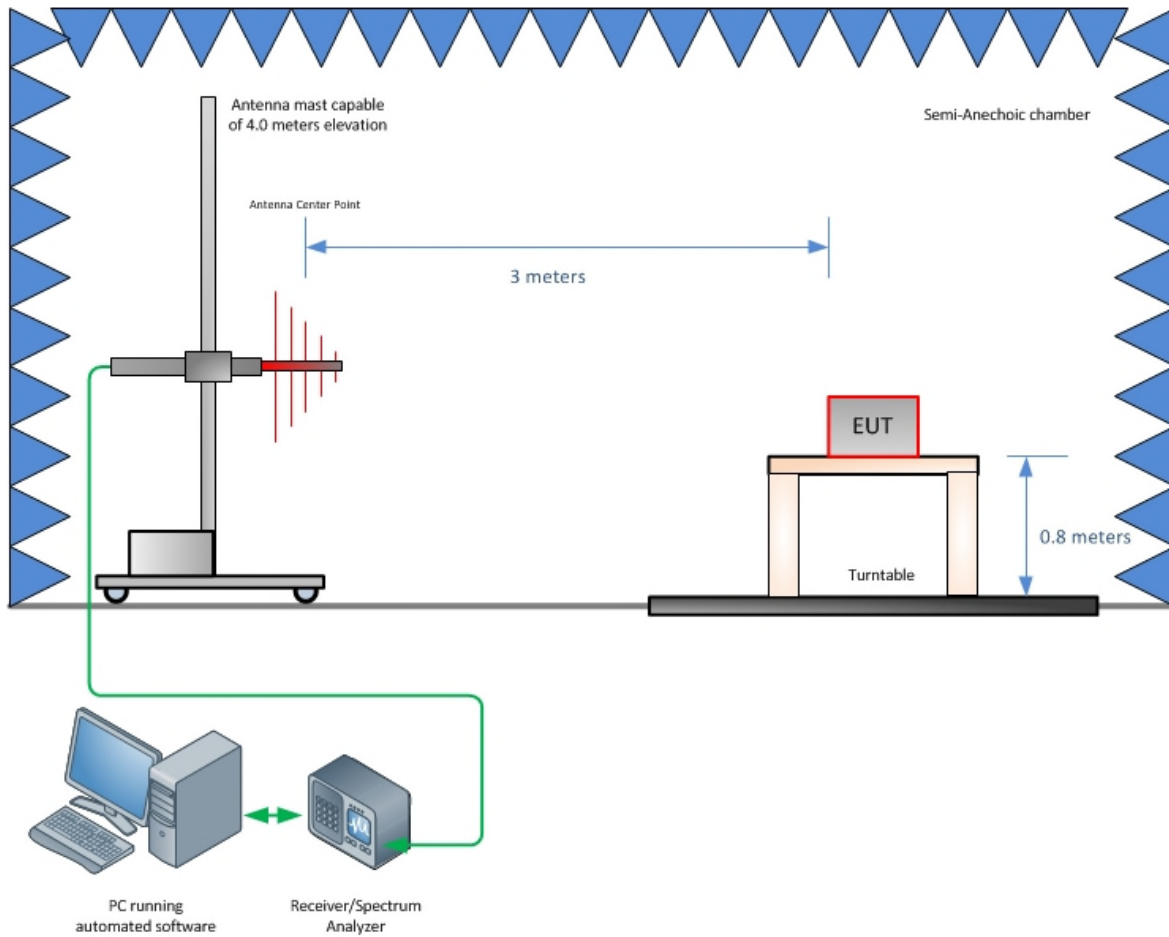 Antenna mast capable
of 4.0 meters elevation
Semi-Anechoic chamber
Antenna Center Point
3 meters
EUT
0.8 meters
Turntable
PC running
automated software
Receiver/Spectrum
Analyzer